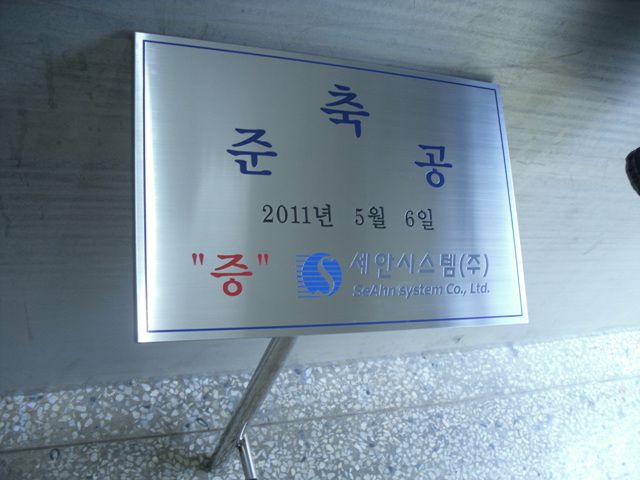 축
준 공
2011년 5월 6일
"증" 세안시스템(주)
SeAhn system Co., Ltd.